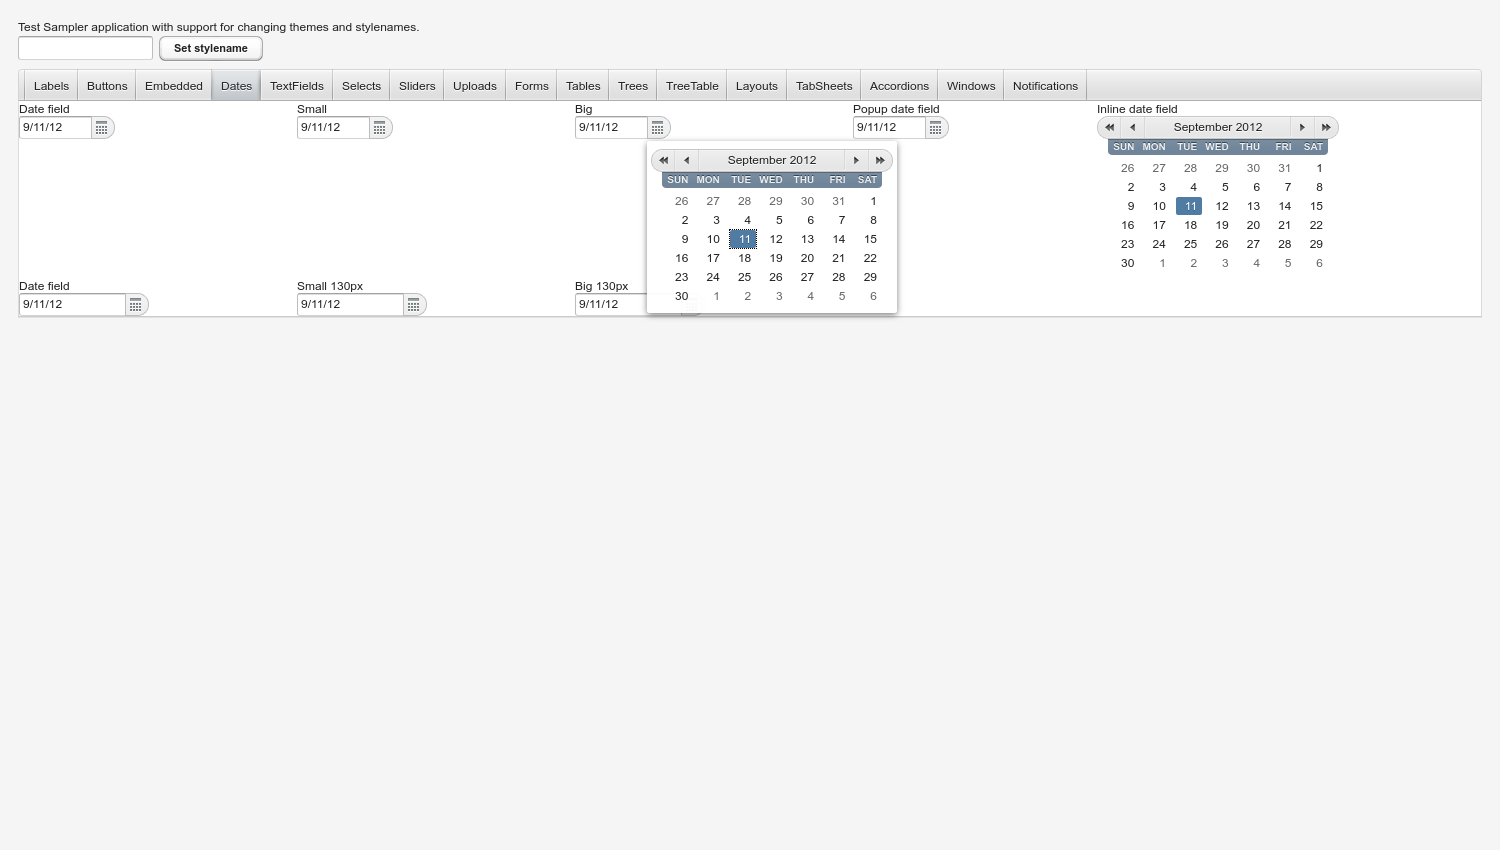 Test Sampler application with support for changing themes and stylenames.
Set stylename
Labels Buttons Embedded Dates TextFields Selects Sliders Uploads Forms Tables Trees TreeTable Layouts TabSheets Accordions Windows Notifications
Date field Small Big Popup date field Inline date field
9/11/12 9/11/12 9/11/12 9/11/12 September 2012
SUN MON TUE WED THU FRI SAT
26 27 28 29 30 31 1
2 3 4 5 6 7 8
9 10 11 12 13 14 15
16 17 18 19 20 21 22
23 24 25 26 27 28 29
30 1 2 3 4 5 6
September 2012
SUN MON TUE WED THU FRI SAT
26 27 28 29 30 31 1
2 3 4 5 6 7 8
9 10 11 12 13 14 15
16 17 18 19 20 21 22
23 24 25 26 27 28 29
30 1 2 3 4 5 6
Date field Small 130px Big 130px
9/11/12 9/11/12 9/11/12